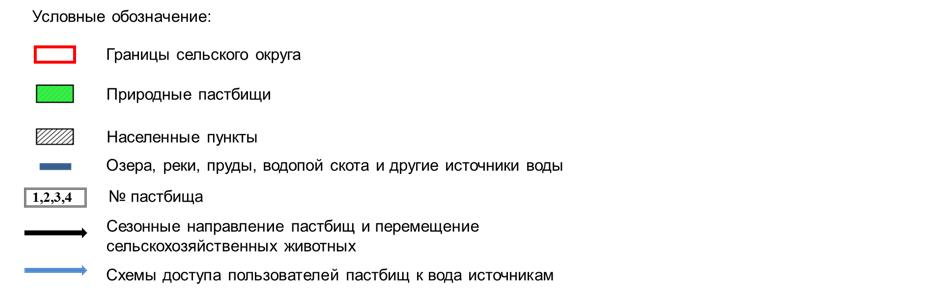 Условные обозначение:
Границы сельского округа
Природные пастбищи
Населенные пункты
Озера, реки, пруды, водопой скота и другие источники воды
1,2,3,4 № пастбища
Сезонные направление пастбищ и перемещение
сельскохозяйственных животных
Схемы доступа пользователей пастбищ к вода источникам